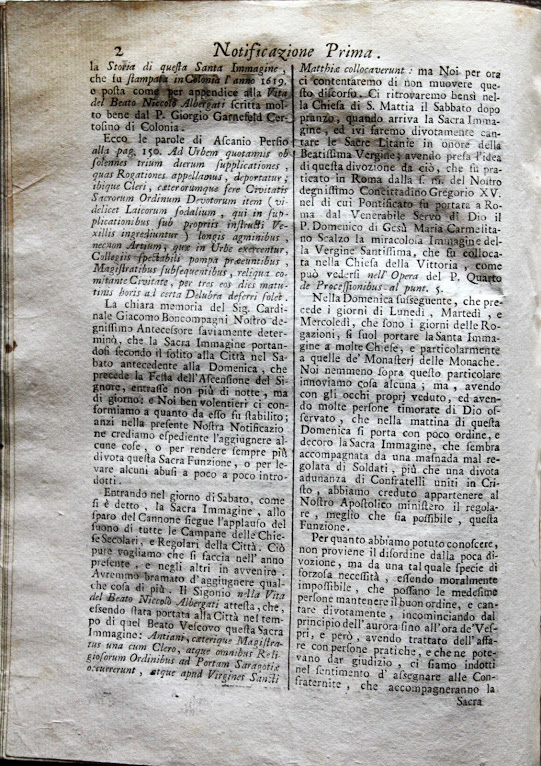 2 Notificazione Prima.
la Storia di questa Santa Immagine,
che fu stampata in Colonia l'anno 1619.
o posta come per appendice alla Vita
del Beato Niccolò Albergati scritta mol-
to bene dal P. Giorgio Garnefeld Cer-
tosino di Colonia.
Ecco le parole di Ascanio Persio
alla pag. 150. Ad Urbem quotannis ob
solennes trium dierum supplicationes,
quas Rogationes appellavus, deportatur,
ibique Cleri, cæterorumque fere Civitatis
Sacrorum Ordinum Devotorum item (vi-
delicet Laicorum sodalium, qui in sup-
plicationibus sub propriis instructi Ve-
xillis ingrediuntur) longis agminibus,
necnon Artium, quæ in Urbe exercentur,
Collegiis spectabili pompa præeuntibus,
Magistratibus subsequentibus, reliqua co-
mitante Civitate, per tres eos dies matu-
tinis horis ad certa Delubra deferri solet.
La chiara memoria del Sig. Cardi-
nale Giacomo Boncompagni Nostro de-
gnissimo Antecessore saviamente deter-
minò, che la Sacra Immagine portan-
dosi secondo il solito alla Città nel Sa-
bato antecedente alla Domenica, che
precede la Festa dell'Ascensione del Si-
gnore, entrasse non più di notte, ma
di giorno; e Noi ben volentieri ci con-
formiamo a quanto da esso fu stabilito;
anzi nella presente Nostra Notificazio
ne crediamo espediente l'aggiugnere al-
cune cose, o per rendere sempre più
divota questa Sacra Funzione, o per le-
vare alcuni abusi a poco a poco intro-
dotti.
Entrando nel giorno di Sabato, come
si è detto, la Sacra Immagine, allo
sparo del Cannone siegue l'applauso del
suono di tutte le Campane delle Chie-
se Secolari, e Regolari della Città. Ciò
pure vogliamo che si faccia nell'anno
presente, e negli altri in avvenire.
Avremmo bramato d'aggiugnere qual-
che cosa di più. Il Sigonio nella Vita
del Beato Niccolò Albergati attesta, che,
essendo stata portata alla Città nel tem-
po di quel Beato Vescovo questa Sacra
Immagine: Antiani, cæterique Magistra-
tus una cum Clero, atque omnibus Reli-
giosorum Ordinibus ad Portam Saragotiæ
occurrerunt, atque apud Virgines Sancti
Matthiæ collocaverunt: ma Noi per ora
ci contentaremo di non muovere que-
sto discorso. Ci ritrovaremo bensì nel-
la Chiesa di S. Mattia il Sabbato dopo
pranzo, quando arriva la Sacra Imma-
gine, ed ivi faremo divotamente can-
tare le Sacre Litanie in onore della
Beatissima Vergine; avendo presa l'idea
di questa divozione da ciò, che fu pra-
ticato in Roma dalla s. m. del Nostro
degnissimo Concittadino Gregorio XV.
nel di cui Pontificato fu portata a Ro-
ma dal Venerabile Servo di Dio il
P. Domenico di Gesù Maria Carmelita-
no Scalzo la miracolosa Immagine del-
la Vergine Santissima, che fu colloca-
ta nella Chiesa della Vittoria, come
può vedersi nell'Opera del P. Quarto
de Processionibus al punt. 5.
Nella Domenica susseguente, che pre-
cede i giorni di Lunedì, Martedì, e
Mercoledì, che sono i giorni delle Ro-
gazioni, si suol portare la Santa Imma-
gine a molte Chiese, e particolarmente
a quelle de' Monasterj delle Monache.
Noi nemmeno sopra questo particolare
innoviamo cosa alcuna; ma, avendo
con gli occhi proprj veduto, ed aven-
do molte persone timorate di Dio os-
servato, che nella mattina di questa
Domenica si porta con poco ordine, e
decoro la Sacra Immagine, che sembra
accompagnata da una masnada mal re-
golata di Soldati, più che una divota
adunanza di Confratelli uniti in Cri-
sto, abbiamo creduto appartenere al
Nostro Apostolico ministero il regola-
re, meglio che sia possibile, questa
Funzione.
Per quanto abbiamo potuto conoscere,
non proviene il disordine dalla poca di-
vozione, ma da una tal quale specie di
forzosa necessità, essendo moralmente
impossibile, che possano le medesime
persone mantenere il buon ordine, e can-
tare divotamente, incominciando dal
principio dell'aurora sino all'ora de'Ves-
pri, e però, avendo trattato dell'affa-
re con persone pratiche, e che ne pote-
vano dar giudizio, ci siamo indotti
nel sentimento d'assegnare alle Con-
fraternite, che accompagneranno la
Sacra